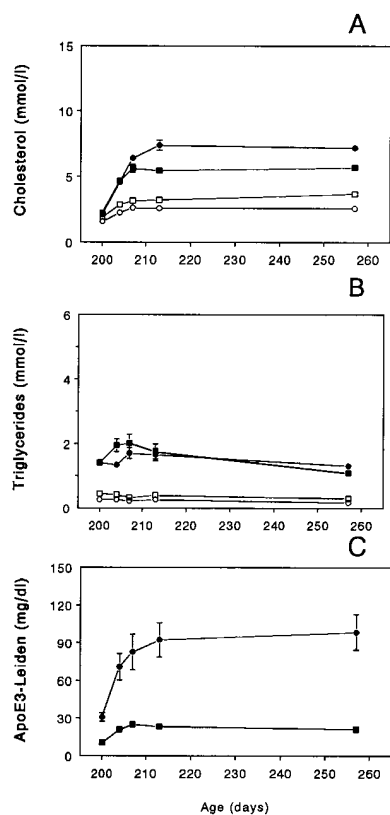 A
Cholesterol (mmol/l)
15
10
5
0
200 210 220 230 240 250 260
B
Triglycerides (mmol/l)
6
4
2
0
200 210 220 230 240 250 260
C
ApoE3-Leiden (mg/dl)
150
120
90
60
30
0
200 210 220 230 240 250 260
Age (days)